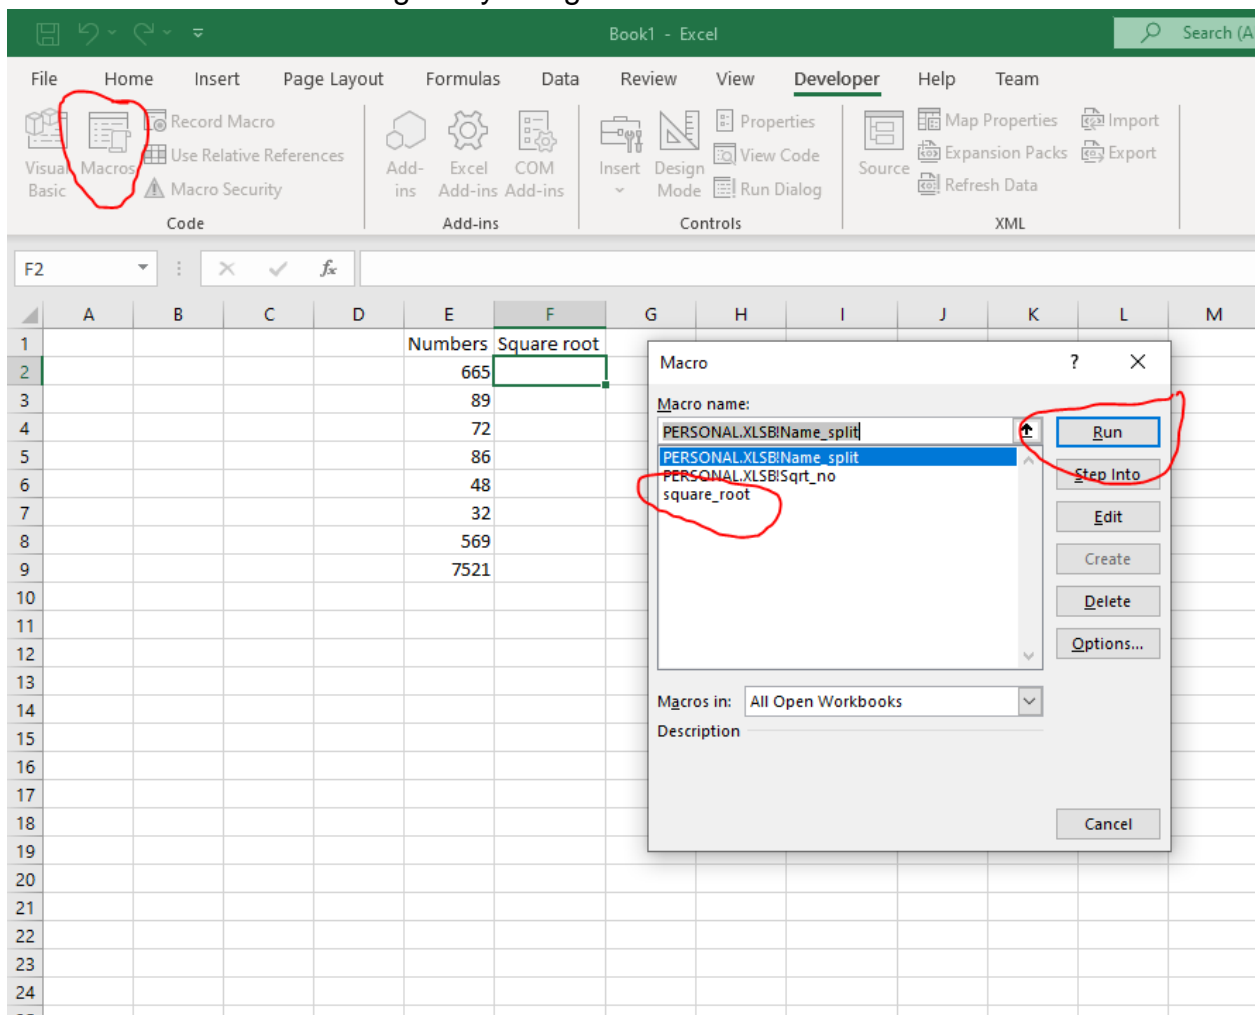 Book1 - Excel
Search (A
File Home Insert Page Layout Formulas Data Review View Developer Help Team
Visual Basic
Macros
Record Macro
Use Relative References
Macro Security
Code
Add-ins
Excel Add-ins
COM Add-ins
Add-ins
Insert
Design Mode
Properties
View Code
Run Dialog
Controls
Source
Map Properties
Expansion Packs
Refresh Data
Import
Export
XML
F2
fx
A B C D E F G H I J K L M
1 Numbers Square root
2 665
3 89
4 72
5 86
6 48
7 32
8 569
9 7521
10
11
12
13
14
15
16
17
18
19
20
21
22
23
24
Macro ? X
Macro name:
PERSONAL.XLSB!Name_split
PERSONAL.XLSB!Name_split
PERSONAL.XLSB!Sqrt_no
square_root
Run
Step Into
Edit
Create
Delete
Options...
Macros in: All Open Workbooks
Description
Cancel